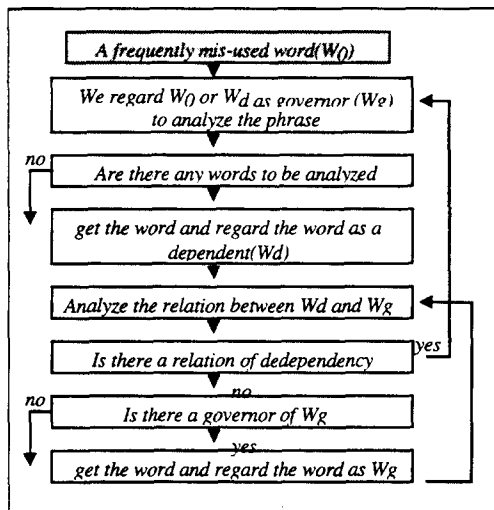 A frequently mis-used word(W0)
We regard W0 or Wd as governor (Wg)
to analyze the phrase
no
Are there any words to be analyzed
get the word and regard the word as a
dependent(Wd)
Analyze the relation between Wd and Wg
yes
Is there a relation of dedependency
no
no
Is there a governor of Wg
yes
get the word and regard the word as Wg